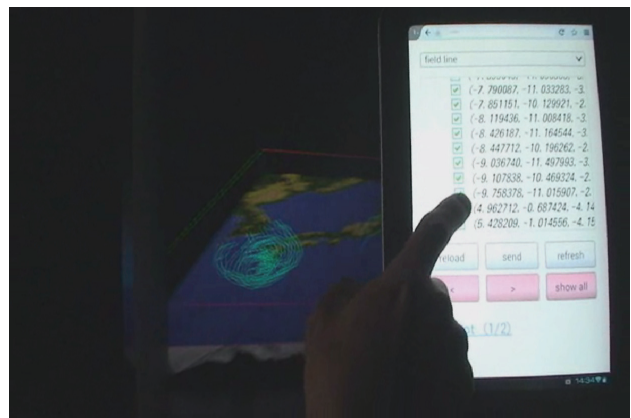 field line
(-7. 790087, -11. 033283, -3.
(-7. 851151, -10. 129921, -2.
(-8. 119436, -11. 008418, -3.
(-8. 426187, -11. 164544, -3.
(-8. 447712, -10. 196262, -2.
(-9. 036740, -11. 497993, -3.
(-9. 107838, -10. 469324, -2.
(-9. 758378, -11. 015907, -2.
(4. 962712, -0. 687424, -4. 14
(5. 428209, -1. 014556, -4. 15
reload send refresh
< > show all
(1/2)
14:54